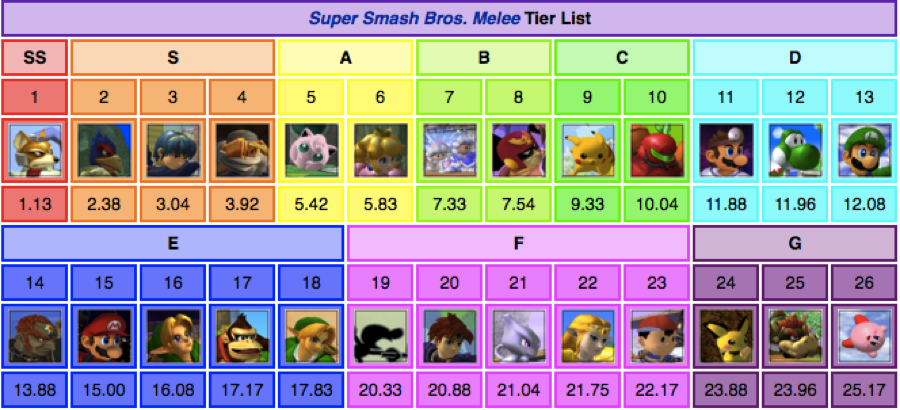 Super Smash Bros. Melee Tier List
SS S A B C D
1 2 3 4 5 6 7 8 9 10 11 12 13
1.13 2.38 3.04 3.92 5.42 5.83 7.33 7.54 9.33 10.04 11.88 11.96 12.08
E F G
14 15 16 17 18 19 20 21 22 23 24 25 26
13.88 15.00 16.08 17.17 17.83 20.33 20.88 21.04 21.75 22.17 23.88 23.96 25.17